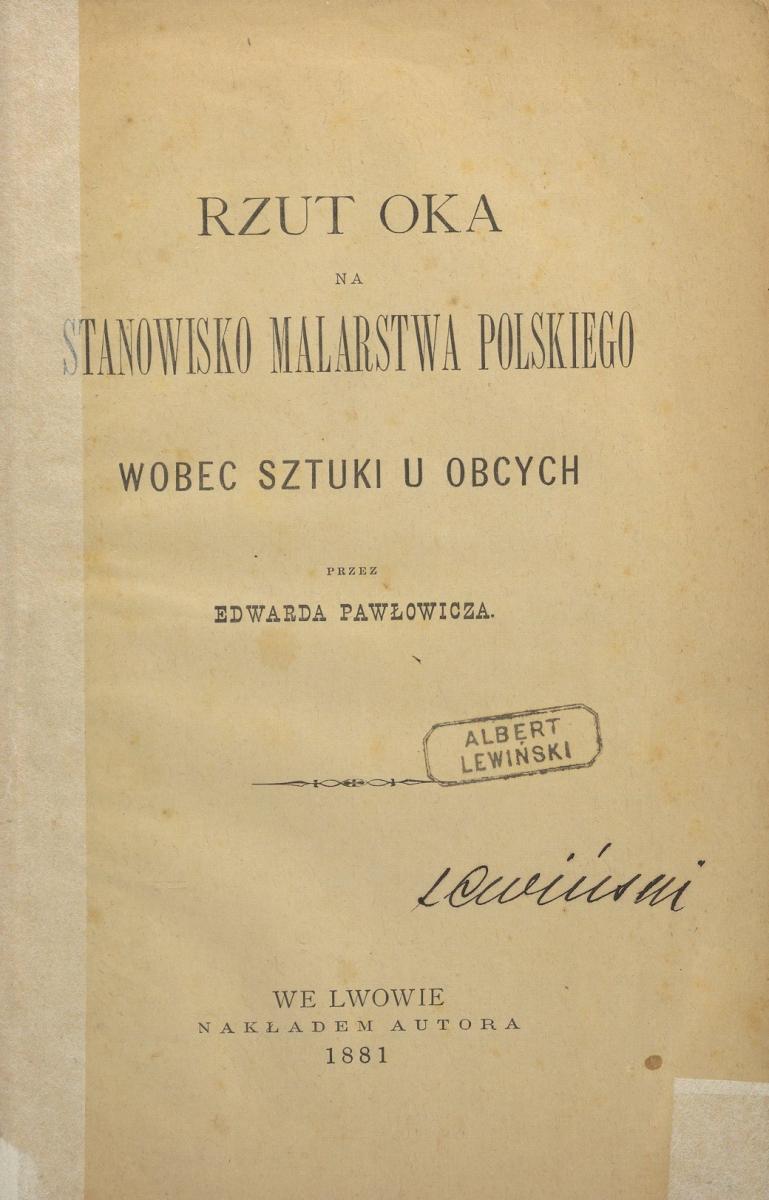 RZUT OKA
NA
STANOWISKO MALARSTWA POLSKIEGO
WOBEC SZTUKI U OBCYCH
PRZEZ
EDWARDA PAWŁOWICZA.
ALBERT
LEWIŃSKI
Lewiński
WE LWOWIE
NAKŁADEM AUTORA
1881